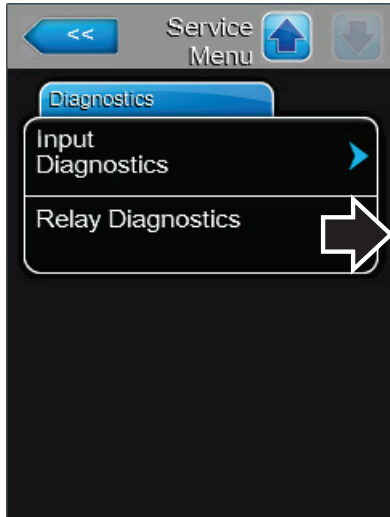 <<
Service
Menu
Diagnostics
Input
Diagnostics
Relay Diagnostics